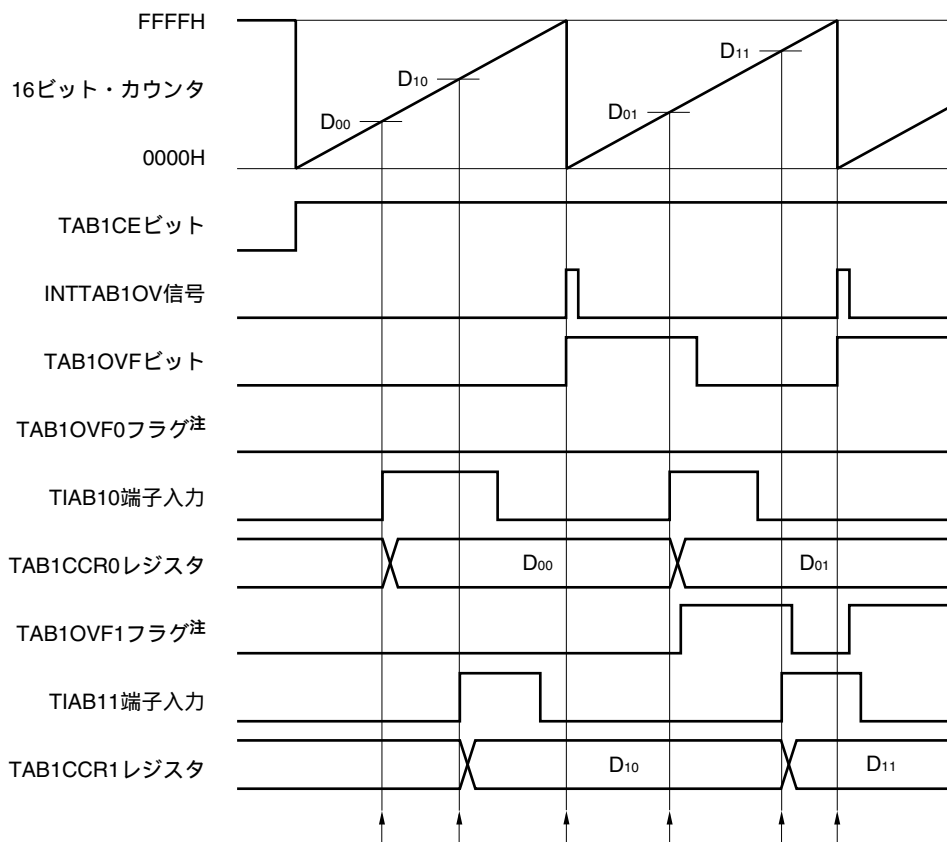 FFFFH
16ビット・カウンタ
0000H
D00
D10
D01
D11
TAB1CEビット
INTTAB1OV信号
TAB1OVFビット
TAB1OVF0フラグ注
TIAB10端子入力
TAB1CCR0レジスタ
D00
D01
TAB1OVF1フラグ注
TIAB11端子入力
TAB1CCR1レジスタ
D10
D11